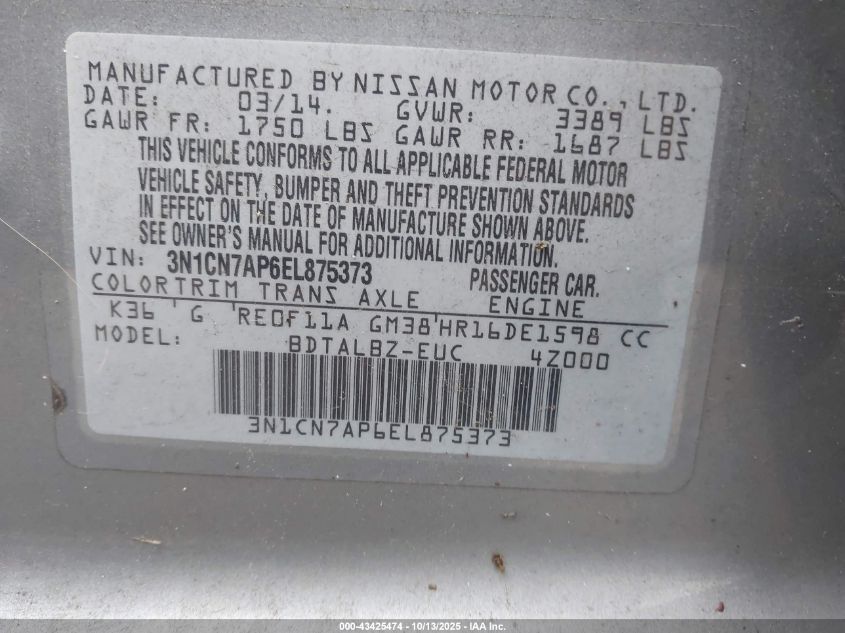 MANUFACTURED BY NISSAN MOTOR CO., LTD.
DATE: 03/14. GVWR: 3389 LBS
GAWR FR: 1750 LBS GAWR RR: 1687 LBS
THIS VEHICLE CONFORMS TO ALL APPLICABLE FEDERAL MOTOR
VEHICLE SAFETY, BUMPER AND THEFT PREVENTION STANDARDS
IN EFFECT ON THE DATE OF MANUFACTURE SHOWN ABOVE.
SEE OWNER'S MANUAL FOR ADDITIONAL INFORMATION.
VIN: 3N1CN7AP6EL875373 PASSENGER CAR.
COLORTRIM TRANS AXLE ENGINE
K36 'G 'RE0F11A GM38'HR16DE1598 CC
MODEL: BDTALBZ-EUC 4Z000
3N1CN7AP6EL875373
000-43425474 - 10/13/2025 - IAA Inc.